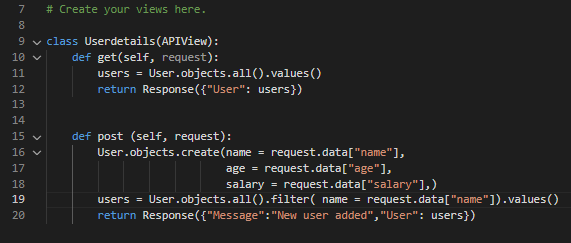 7 # Create your views here.
8
9 class Userdetails(APIView):
10 def get(self, request):
11 users = User.objects.all().values()
12 return Response({"User": users})
13
14
15 def post (self, request):
16 User.objects.create(name = request.data["name"],
17 age = request.data["age"],
18 salary = request.data["salary"],)
19 users = User.objects.all().filter( name = request.data["name"]).values()
20 return Response({"Message":"New user added","User": users})